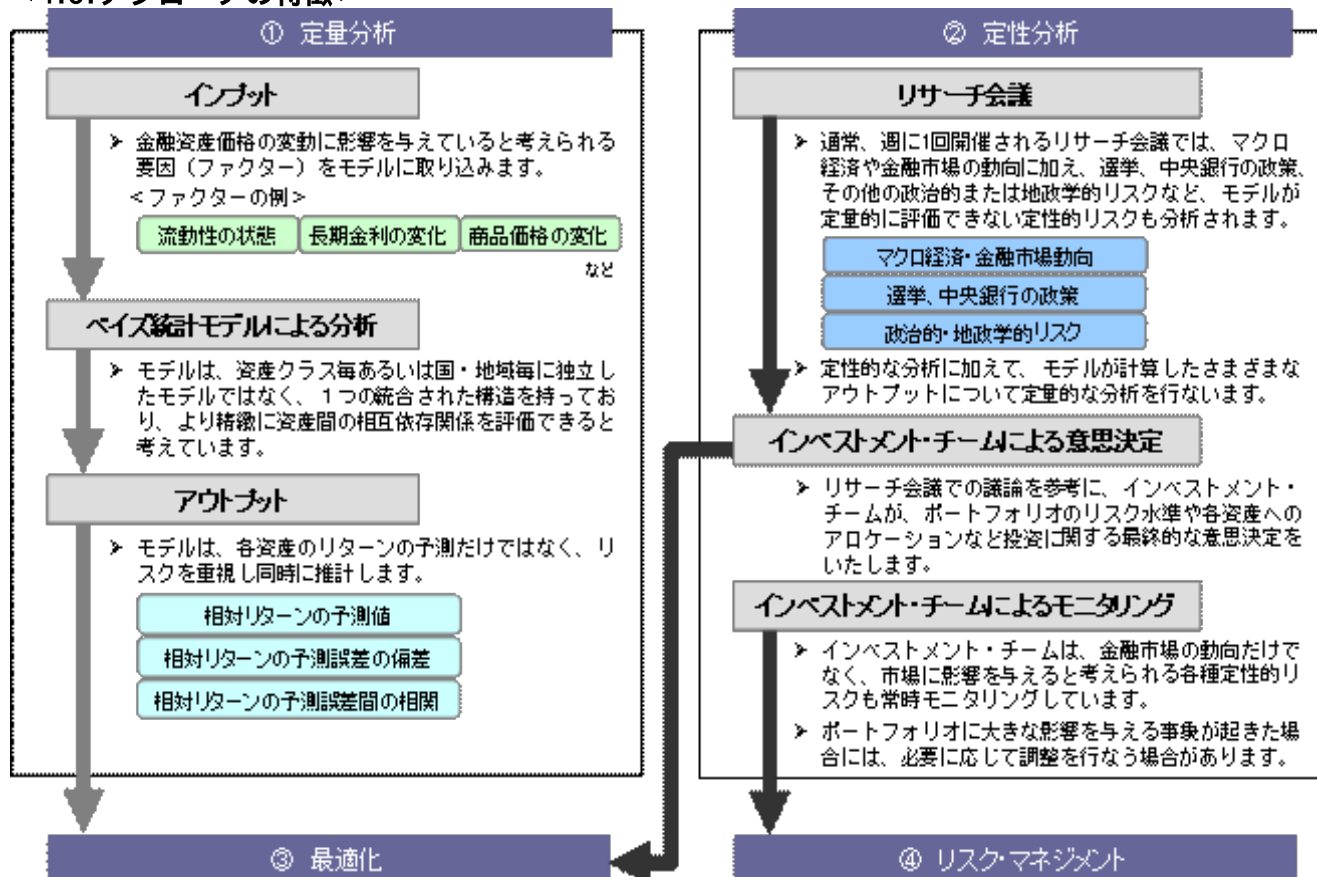 ① 定量分析
インプット
➤ 金融資産価格の変動に影響を与えていると考えられる
要因（ファクター）をモデルに取り込みます。
＜ファクターの例＞
流動性の状態 長期金利の変化 商品価格の変化
など
ベイズ統計モデルによる分析
➤ モデルは、資産クラス毎あるいは国・地域毎に独立し
たモデルではなく、１つの統合された構造を持ってお
り、より精緻に資産間の相互依存関係を評価できると
考えています。
アウトプット
➤ モデルは、各資産のリターンの予測だけではなく、リ
スクを重視し同時に推計します。
相対リターンの予測値
相対リターンの予測誤差の偏差
相対リターンの予測誤差間の相関
③ 最適化
② 定性分析
リサーチ会議
➤ 通常、週に1回開催されるリサーチ会議では、マクロ
経済や金融市場の動向に加え、選挙、中央銀行の政策、
その他の政治的または地政学的リスクなど、モデルが
定量的に評価できない定性的リスクも分析されます。
マクロ経済・金融市場動向
選挙、中央銀行の政策
政治的・地政学的リスク
➤ 定性的な分析に加えて、モデルが計算したさまざまな
アウトプットについて定量的な分析を行ないます。
インベストメント・チームによる意思決定
➤ リサーチ会議での議論を参考に、インベストメント・
チームが、ポートフォリオのリスク水準や各資産への
アロケーションなど投資に関する最終的な意思決定を
いたします。
インベストメント・チームによるモニタリング
➤ インベストメント・チームは、金融市場の動向だけで
なく、市場に影響を与えると考えられる各種定性的リ
スクも常時モニタリングしています。
➤ ポートフォリオに大きな影響を与える事象が起きた場
合には、必要に応じて調整を行なう場合があります。
④ リスク・マネジメント